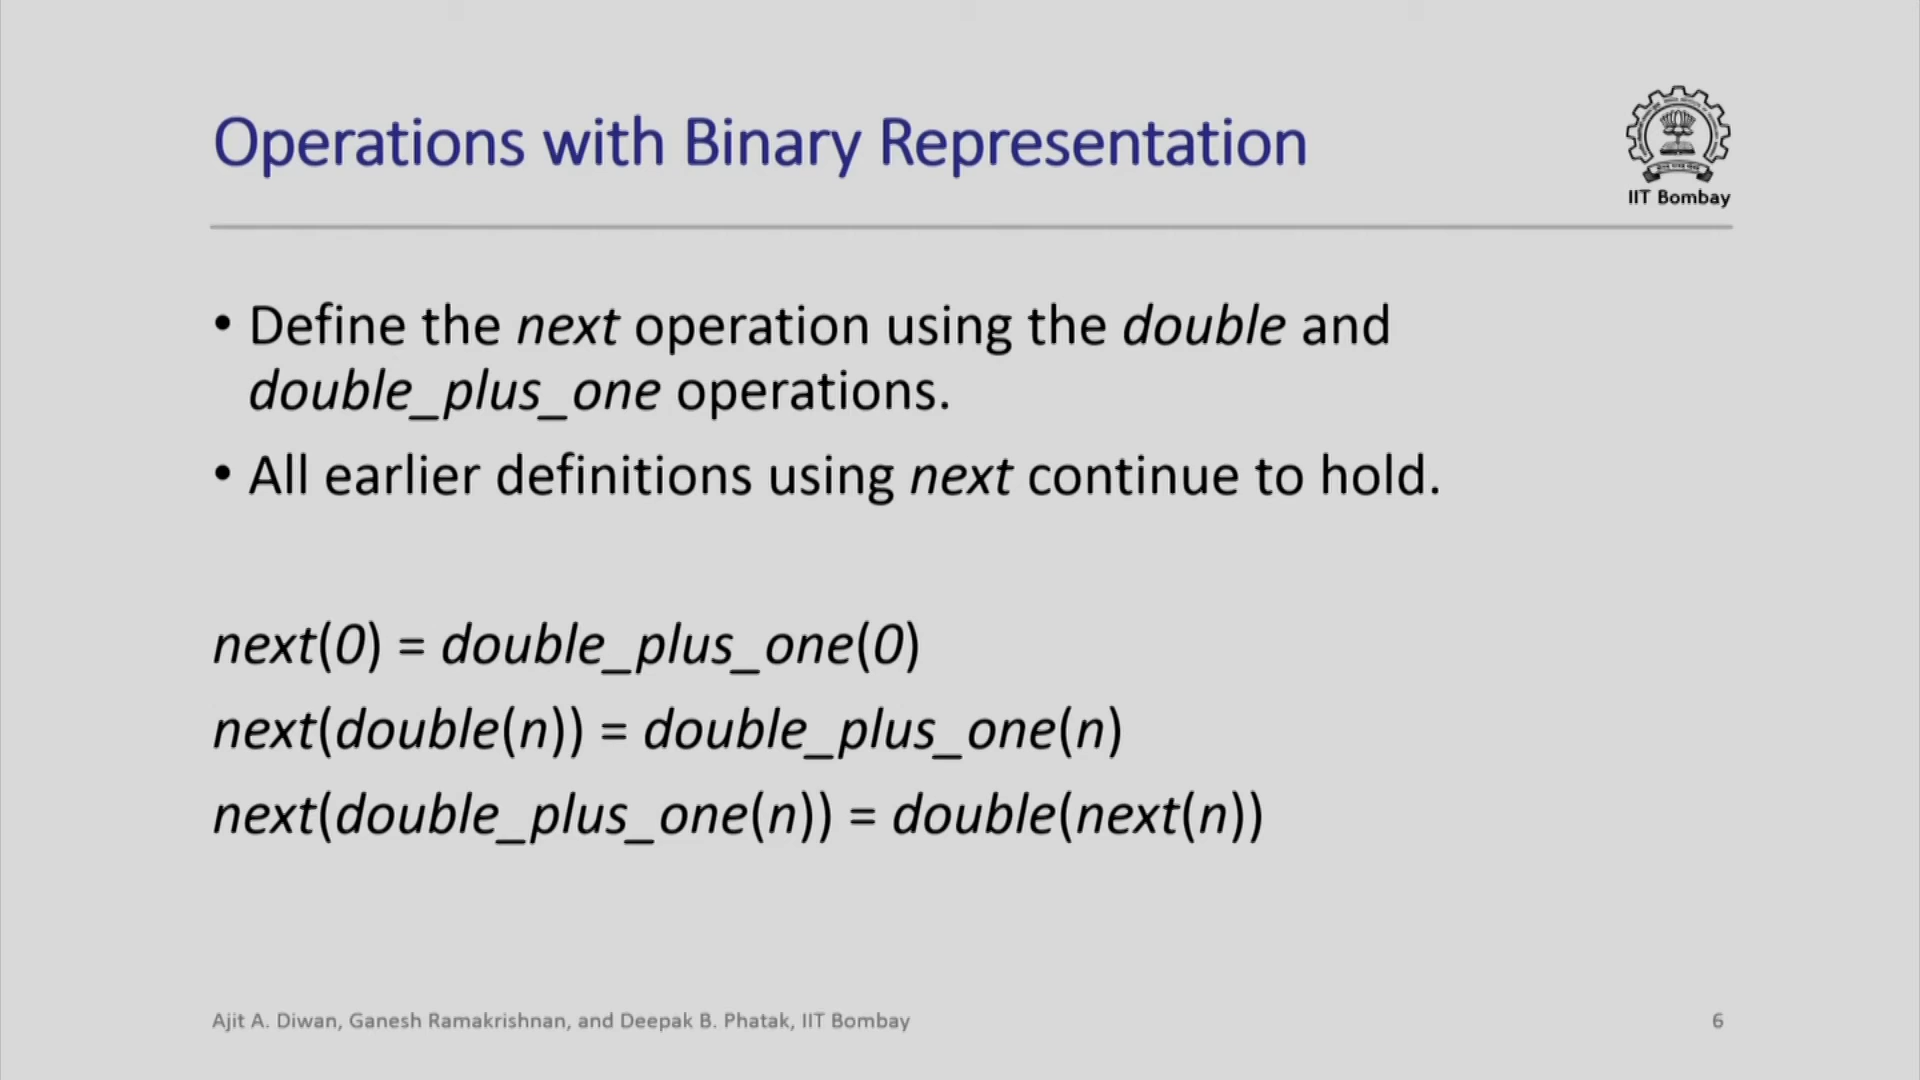 Operations with Binary Representation
IIT Bombay
• Define the next operation using the double and
double_plus_one operations.
• All earlier definitions using next continue to hold.
next(0) = double_plus_one(0)
next(double(n)) = double_plus_one(n)
next(double_plus_one(n)) = double(next(n))
Ajit A. Diwan, Ganesh Ramakrishnan, and Deepak B. Phatak, IIT Bombay
6